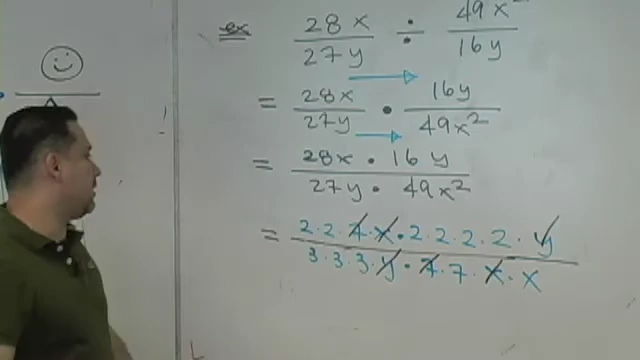 ex 28x/27y ÷ 49x²/16y
= 28x/27y • 16y/49x²
= 28x • 16y/27y • 49x²
= 2·2·7·x•2·2·2·2·y/3·3·3·y•7·7·x·x